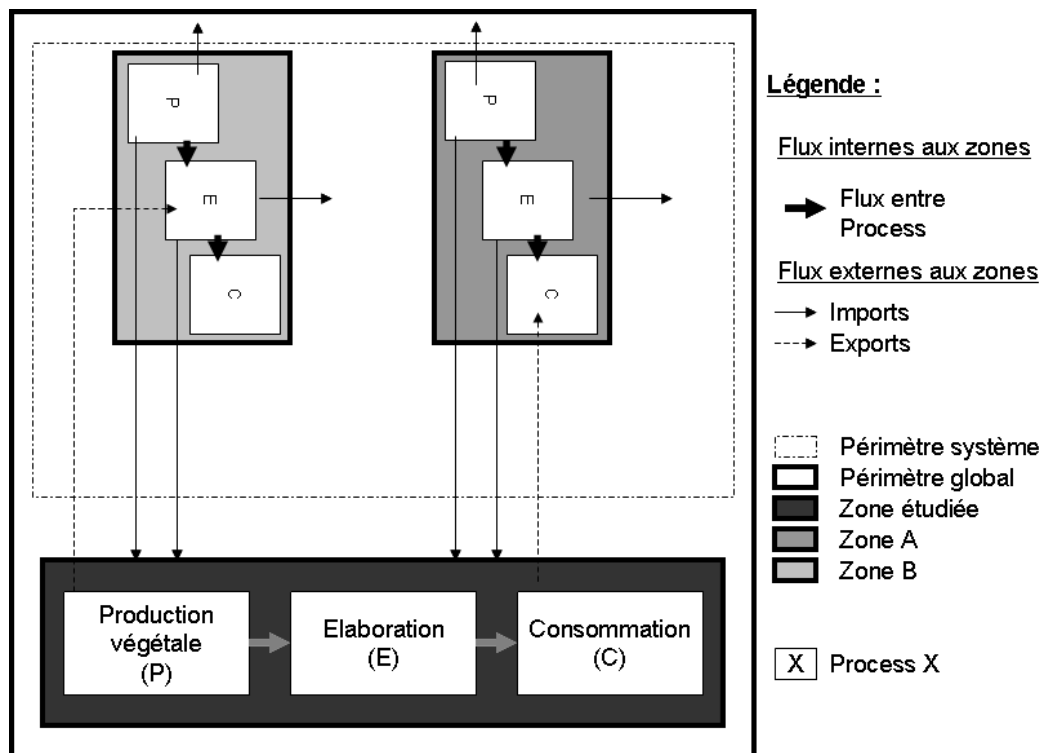 P
E
C
P
E
C
Production
végétale
(P)
Elaboration
(E)
Consommation
(C)
Légende :
Flux internes aux zones
Flux entre
Process
Flux externes aux zones
Imports
Exports
Périmètre système
Périmètre global
Zone étudiée
Zone A
Zone B
X Process X